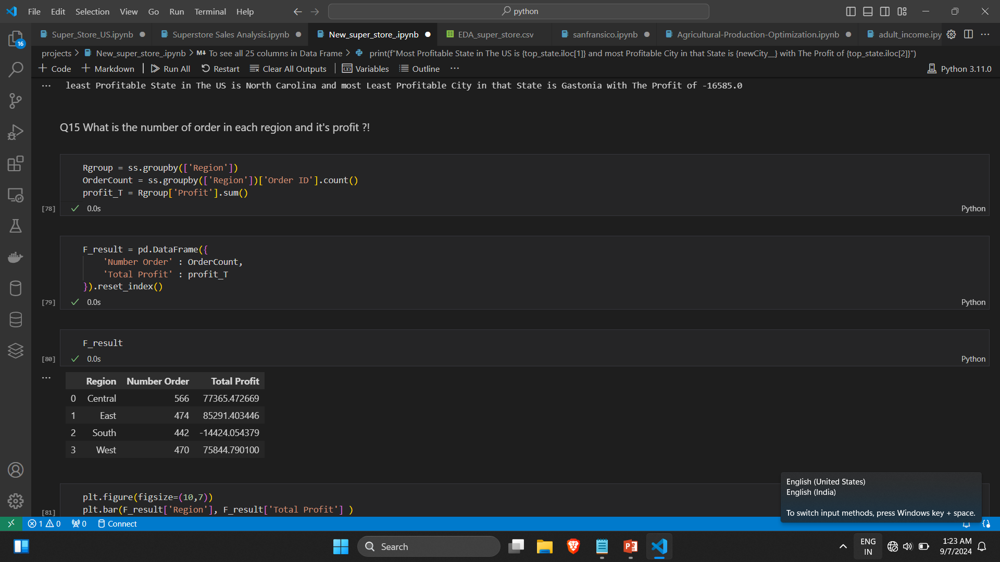 File Edit Selection View Go Run Terminal Help
python
Super_Store_US.ipynb Superstore Sales Analysis.ipynb New_super_store_.ipynb EDA_super_store.csv sanfransico.ipynb Agricultural-Production-Optimization.ipynb adult_income.ipy
16
projects > New_super_store_.ipynb > M↓ To see all 25 columns in Data Frame > print(f"Most Profitable State in The US is {top_state.iloc[1]} and most Profitable City in that State is {newCity__} with The Profit of {top_state.iloc[2]}")
+ Code + Markdown | Run All Restart Clear All Outputs | Variables Outline ...
Python 3.11.0
... least Profitable State in The US is North Carolina and most Least Profitable City in that State is Gastonia with The Profit of -16585.0
Q15 What is the number of order in each region and it's profit ?!
Rgroup = ss.groupby(['Region'])
OrderCount = ss.groupby(['Region'])['Order ID'].count()
profit_T = Rgroup['Profit'].sum()
[78] 0.0s Python
F_result = pd.DataFrame({
'Number Order' : OrderCount,
'Total Profit' : profit_T
}).reset_index()
[79] 0.0s Python
F_result
[80] 0.0s Python
...
Region Number Order Total Profit
0 Central 566 77365.472669
1 East 474 85291.403446
2 South 442 -14424.054379
3 West 470 75844.790100
plt.figure(figsize=(10,7))
plt.bar(F_result['Region'], F_result['Total Profit'] )
[81]
English (United States)
English (India)
To switch input methods, press Windows key + space.
1 0 0 Connect
Search
ENG
IN
1:23 AM
9/7/2024